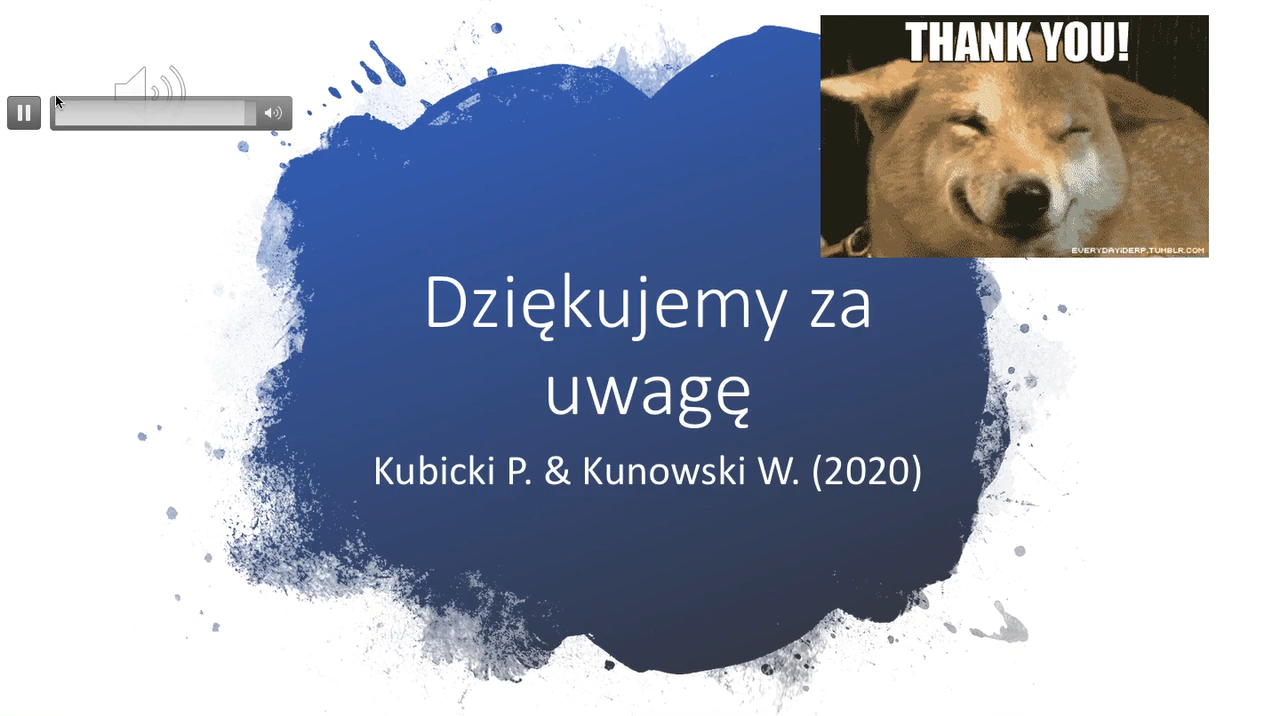 THANK YOU!
EVERYDAYIDERP.TUMBLR.COM
Dziękujemy za
uwagę
Kubicki P. & Kunowski W. (2020)